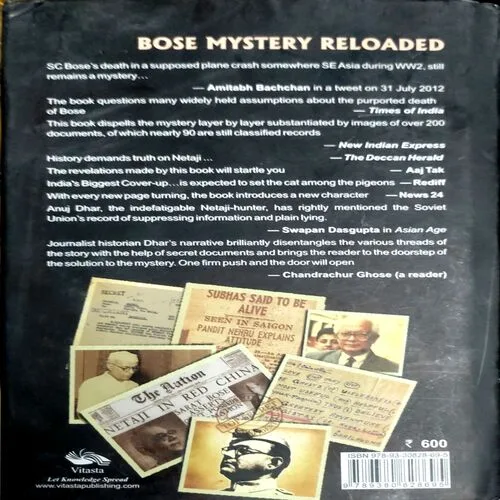 BOSE MYSTERY RELOADED
SC Bose's death in a supposed plane crash somewhere SE Asia during WW2, still
remains a mystery...
— Amitabh Bachchan in a tweet on 31 July 2012
The book questions many widely held assumptions about the purported death
of Bose — Times of India
This book dispells the mystery layer by layer substantiated by images of over 200
documents, of which nearly 90 are still classified records
— New Indian Express
History demands truth on Netaji ... — The Deccan Herald
The revelations made by this book will startle you — Aaj Tak
India's Biggest Cover-up...is expected to set the cat among the pigeons — Rediff
With every new page turning, the book introduces a new character — News 24
Anuj Dhar, the indefatigable Netaji-hunter, has rightly mentioned the Soviet
Union's record of suppressing information and plain lying.
— Swapan Dasgupta in Asian Age
Journalist historian Dhar's narrative brilliantly disentangles the various threads of
the story with the help of secret documents and brings the reader to the doorstep
of the solution to the mystery. One firm push and the door will open
— Chandrachur Ghose (a reader)
SECRET
SUBHAS SAID TO BE
ALIVE
SEEN IN SAIGON
PANDIT NEHRU EXPLAINS
ATTITUDE
The Nation
NETAJI IN RED CHINA
SARAT BOSE
Vitasta
Let Knowledge Spread
www.vitastapublishing.com
₹ 600
ISBN 978-93-80828-69-5
9789380828695